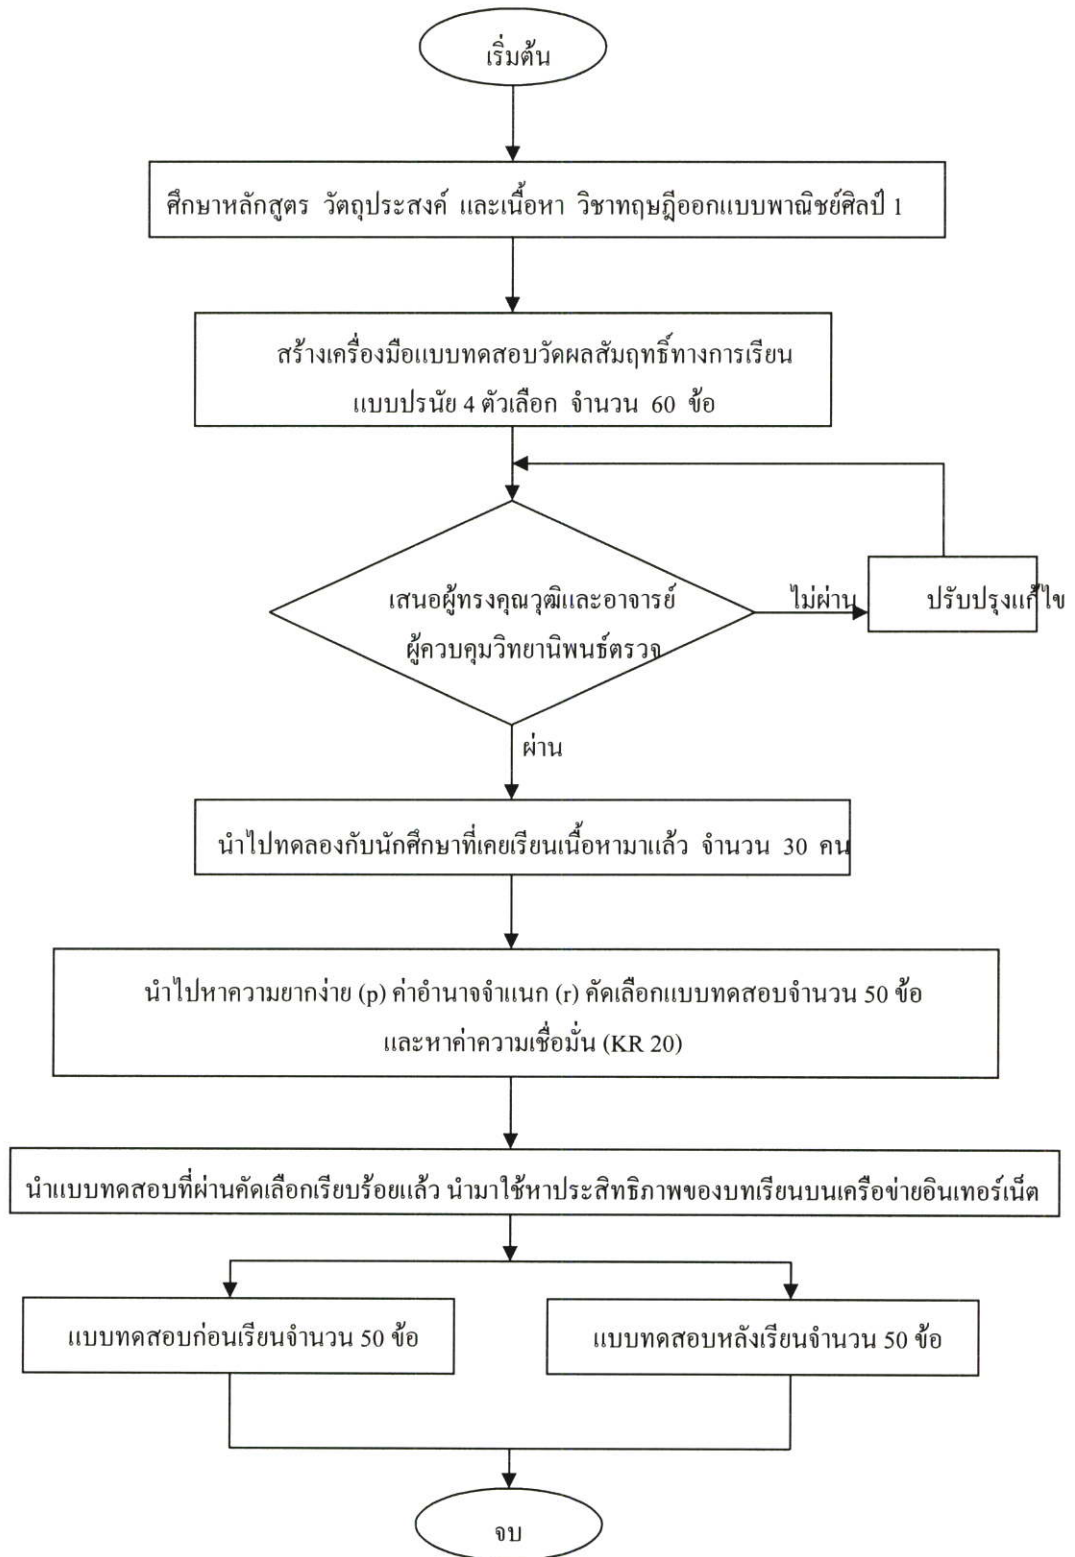 เริ่มต้น
ศึกษาหลักสูตร วัตถุประสงค์ และเนื้อหา วิชาทฤษฎีออกแบบพาณิชย์ศิลป์ 1
สร้างเครื่องมือแบบทดสอบวัดผลสัมฤทธิ์ทางการเรียน
แบบปรนัย 4 ตัวเลือก จำนวน 60 ข้อ
เสนอผู้ทรงคุณวุฒิและอาจารย์
ผู้ควบคุมวิทยานิพนธ์ตรวจ
ไม่ผ่าน
ปรับปรุงแก้ไข
ผ่าน
นำไปทดลองกับนักศึกษาที่เคยเรียนเนื้อหามาแล้ว จำนวน 30 คน
นำไปหาความยากง่าย (p) ค่าอำนาจจำแนก (r) คัดเลือกแบบทดสอบจำนวน 50 ข้อ
และหาค่าความเชื่อมั่น (KR 20)
นำแบบทดสอบที่ผ่านคัดเลือกเรียบร้อยแล้ว นำมาใช้หาประสิทธิภาพของบทเรียนบนเครือข่ายอินเทอร์เน็ต
แบบทดสอบก่อนเรียนจำนวน 50 ข้อ
แบบทดสอบหลังเรียนจำนวน 50 ข้อ
จบ